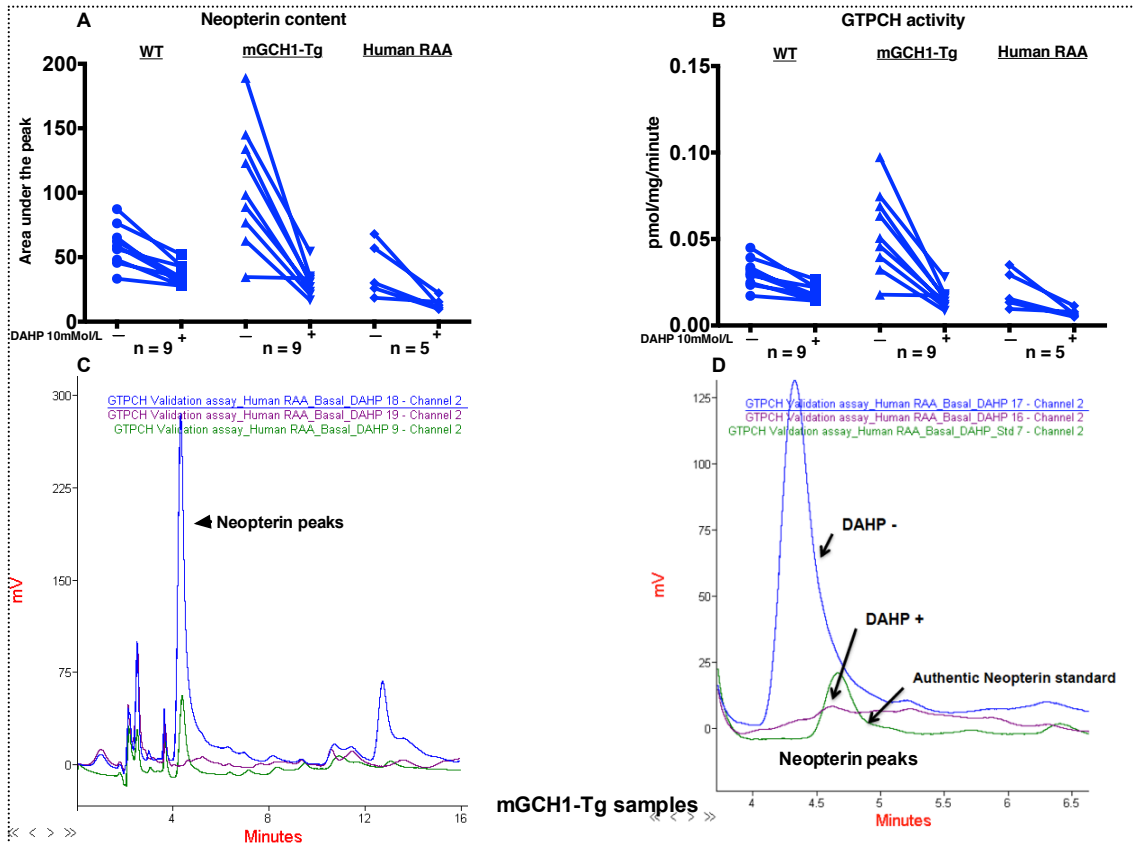 A
Neopterin content
WT
mGCH1-Tg
Human RAA
Area under the peak
200
150
100
50
0
DAHP 10mMol/L
— + — + — +
n = 9
n = 9
n = 5
B
GTPCH activity
WT
mGCH1-Tg
Human RAA
pmol/mg/minute
0.15
0.10
0.05
0.00
DAHP 10mMol/L
— + — + — +
n = 9
n = 9
n = 5
C
GTPCH Validation assay_Human RAA_Basal_DAHP 18 - Channel 2
GTPCH Validation assay_Human RAA_Basal_DAHP 19 - Channel 2
GTPCH Validation assay_Human RAA_Basal_DAHP 9 - Channel 2
300
225
150
75
0
mV
Neopterin peaks
4 8 12 16
Minutes
<< < > >>
D
GTPCH Validation assay_Human RAA_Basal_DAHP 17 - Channel 2
GTPCH Validation assay_Human RAA_Basal_DAHP 16 - Channel 2
GTPCH Validation assay_Human RAA_Basal_DAHP_Std 7 - Channel 2
125
100
75
50
25
0
mV
DAHP -
DAHP +
Authentic Neopterin standard
Neopterin peaks
4 4.5 5 5.5 6 6.5
Minutes
<< < > >>
mGCH1-Tg samples